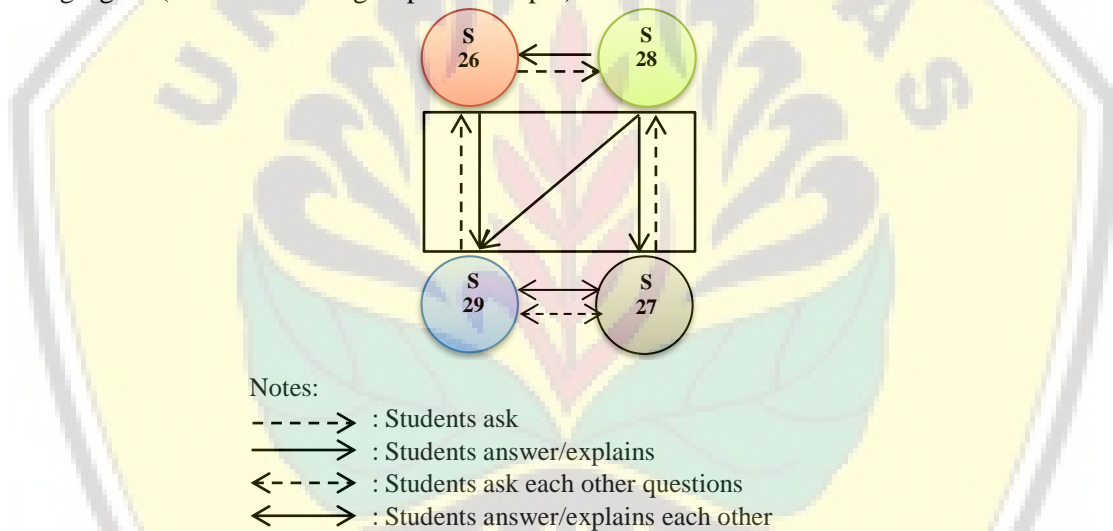 S
26
S
28
S
29
S
27
Notes:
: Students ask
: Students answer/explains
: Students ask each other questions
: Students answer/explains each other